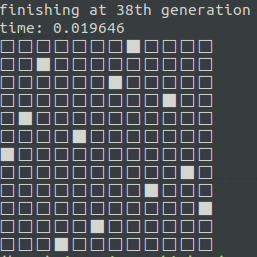 finishing at 38th generation
time: 0.019646